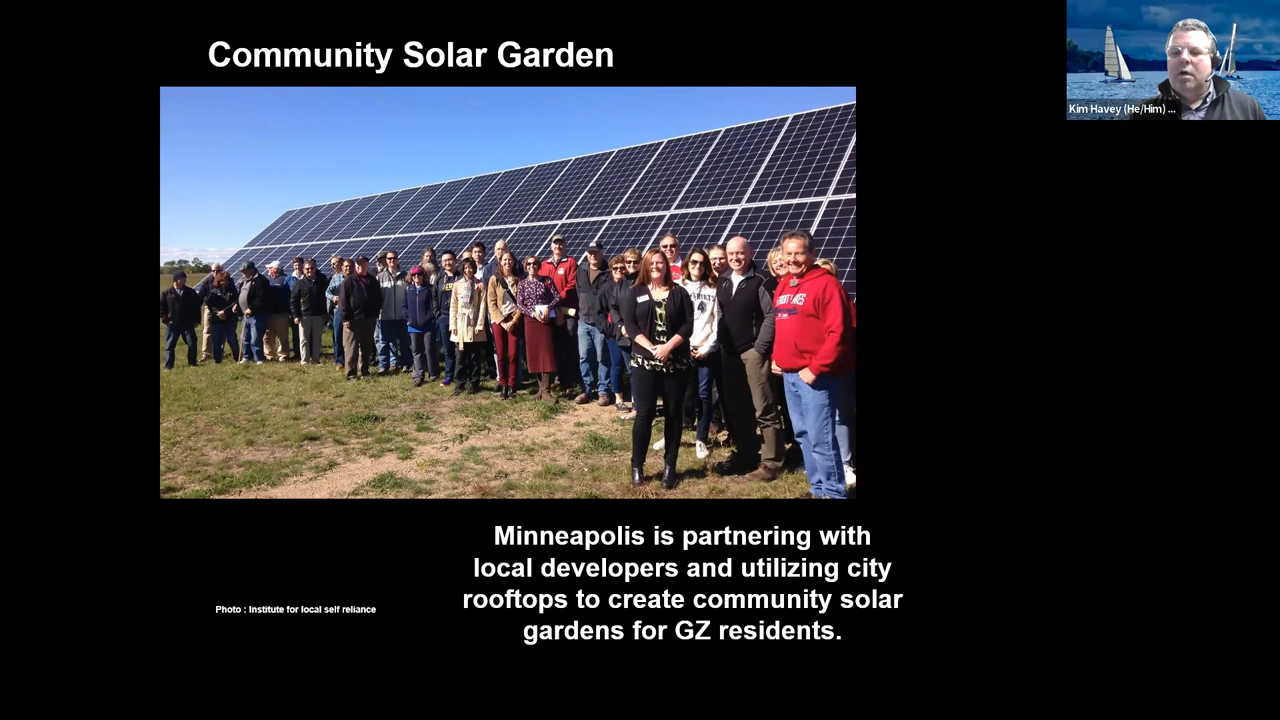 Community Solar Garden
Kim Havey (He/Him) ...
Minneapolis is partnering with
local developers and utilizing city
rooftops to create community solar
gardens for GZ residents.
Photo : Institute for local self reliance